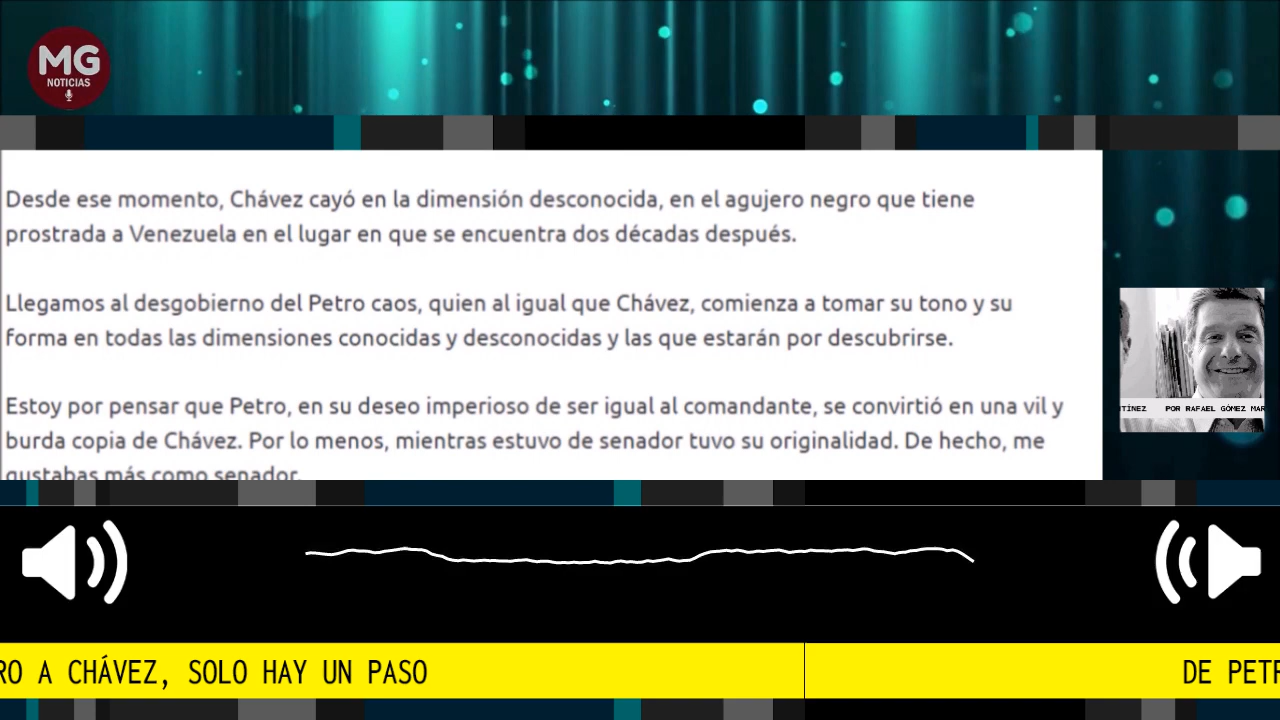 MG
NOTICIAS
Desde ese momento, Chávez cayó en la dimensión desconocida, en el agujero negro que tiene
prostrada a Venezuela en el lugar en que se encuentra dos décadas después.
Llegamos al desgobierno del Petro caos, quien al igual que Chávez, comienza a tomar su tono y su
forma en todas las dimensiones conocidas y desconocidas y las que estarán por descubrirse.
Estoy por pensar que Petro, en su deseo imperioso de ser igual al comandante, se convirtió en una vil y
burda copia de Chávez. Por lo menos, mientras estuvo de senador tuvo su originalidad. De hecho, me
gustabas más como senador.
TÍNEZ POR RAFAEL GÓMEZ MAR
RO A CHÁVEZ, SOLO HAY UN PASO DE PETR